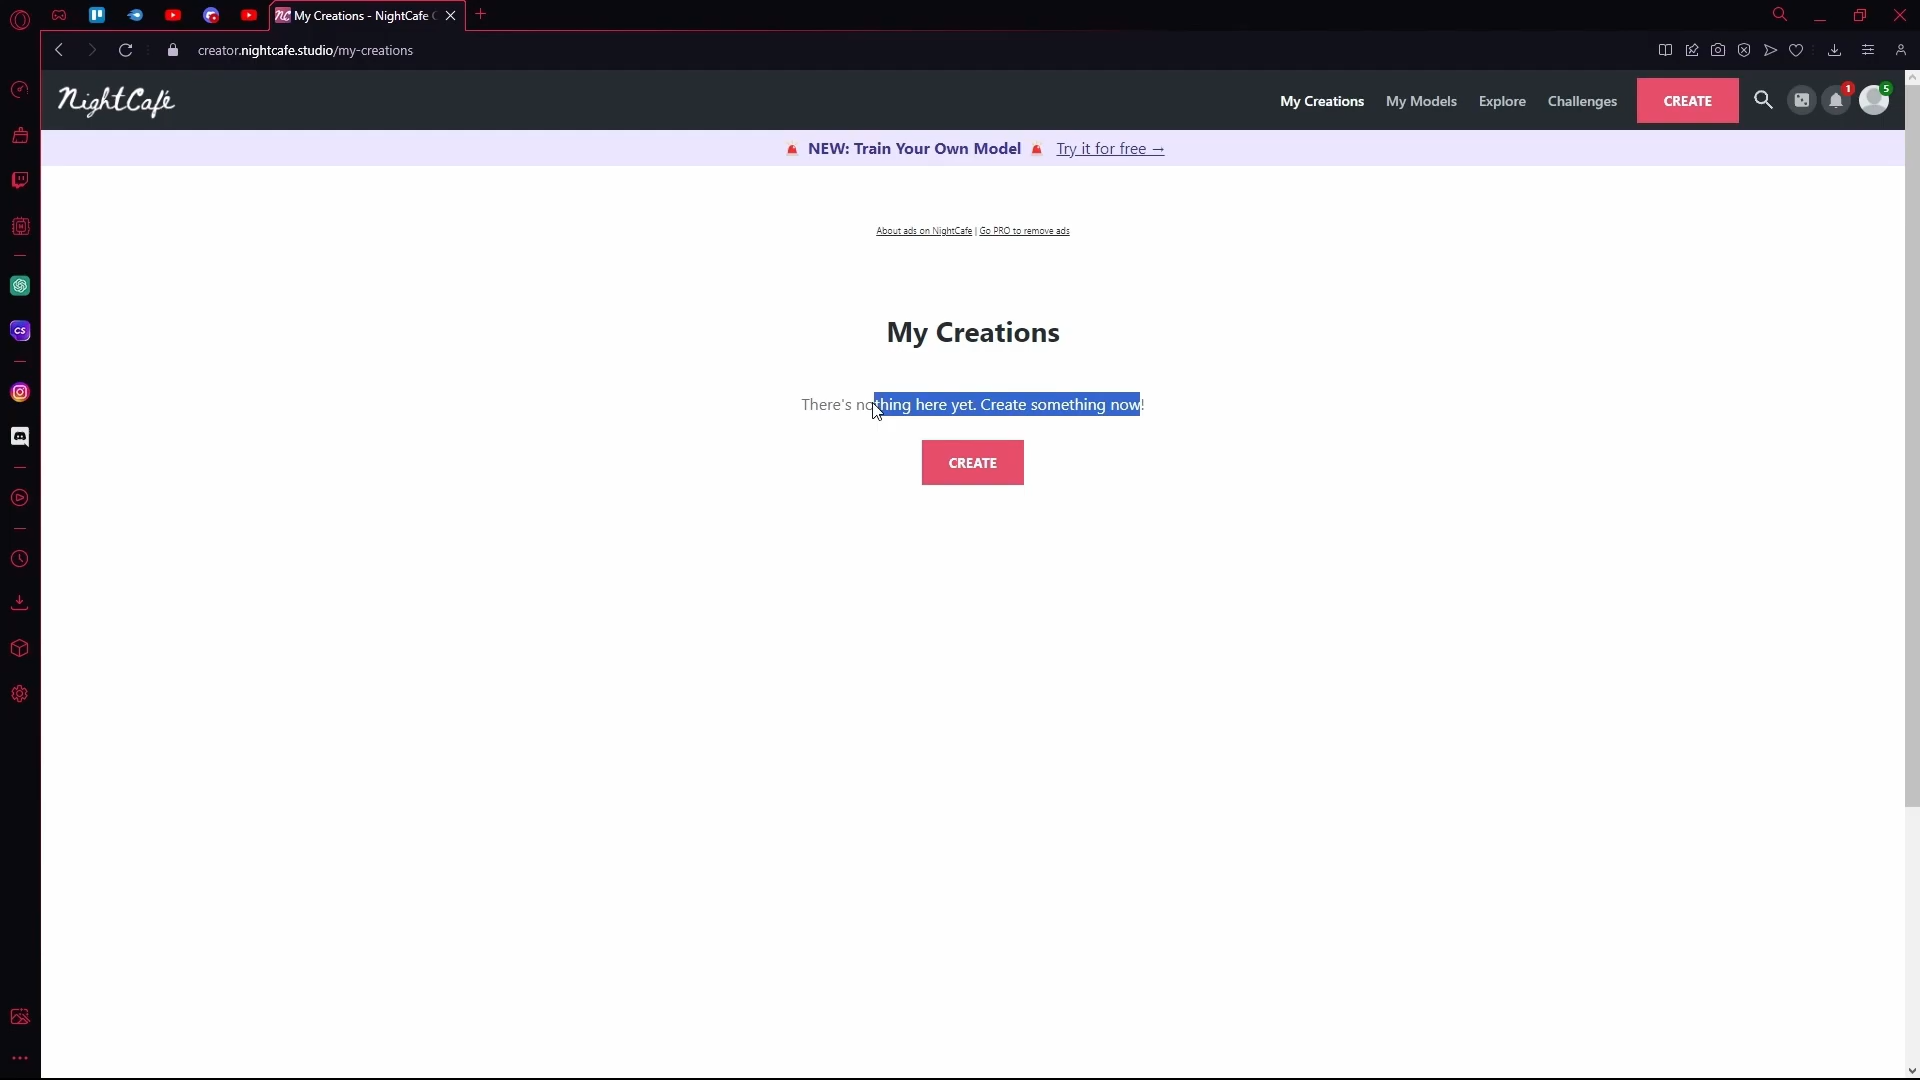 My Creations - NightCafe
creator.nightcafe.studio/my-creations
NightCafé
My Creations
My Models
Explore
Challenges
CREATE
1
5
NEW: Train Your Own Model
Try it for free →
About ads on NightCafe | Go PRO to remove ads
My Creations
There's nothing here yet. Create something now!
CREATE
CS